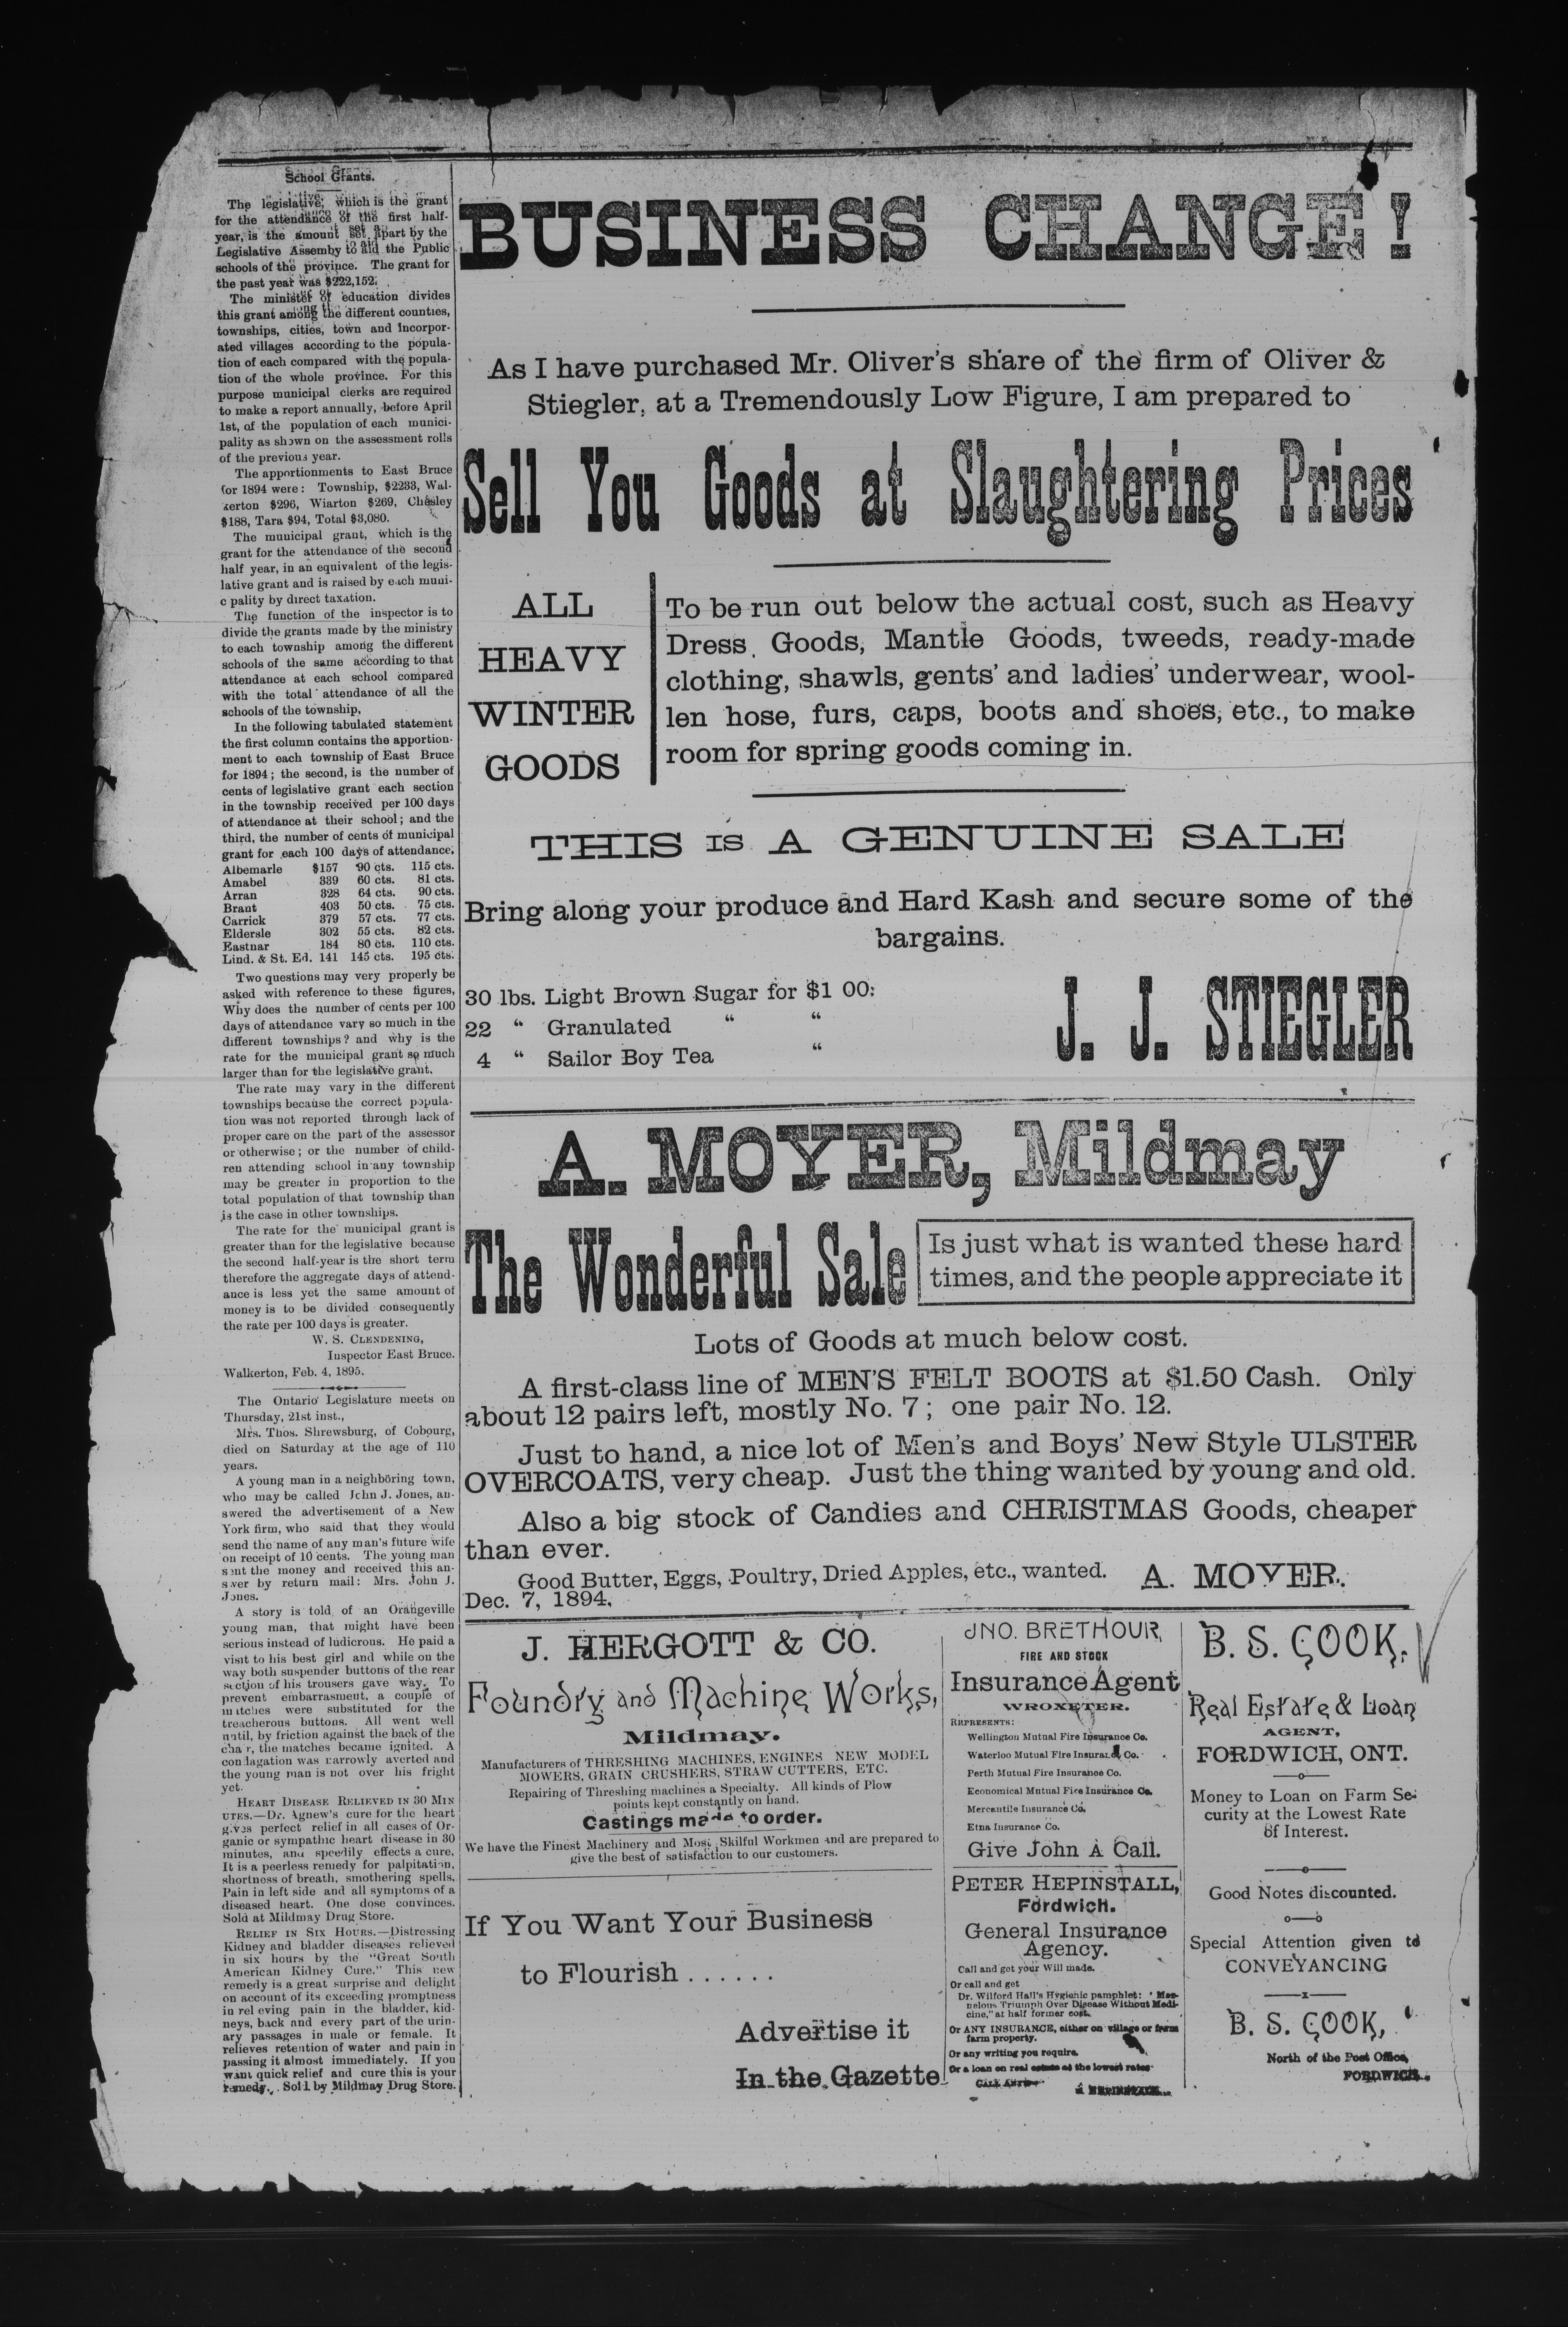 School Grants.
The legislative, which is the grant
for the attendance of the first half-
year, is the amount set apart by the
Legislative Assemby to aid the Public
schools of the province. The grant for
the past year was $222,152.
The minister of education divides
this grant among the different counties,
townships, cities, town and incorpor-
ated villages according to the popula-
tion of each compared with the popula-
tion of the whole province. For this
purpose municipal clerks are required
to make a report annually, before April
1st, of the population of each munici-
pality as shown on the assessment rolls
of the previous year.
The apportionments to East Bruce
for 1894 were: Township, $2233, Wal-
kerton $296, Wiarton $269, Chesley
$188, Tara $94, Total $3,080.
The municipal grant, which is the
grant for the attendance of the second
half year, in an equivalent of the legis-
lative grant and is raised by each muni-
c pality by direct taxation.
The function of the inspector is to
divide the grants made by the ministry
to each township among the different
schools of the same according to that
attendance at each school compared
with the total attendance of all the
schools of the township.
In the following tabulated statement
the first column contains the apportion-
ment to each township of East Bruce
for 1894; the second, is the number of
cents of legislative grant each section
in the township received per 100 days
of attendance at their school; and the
third, the number of cents of municipal
grant for each 100 days of attendance.
Albemarle $157 90 cts. 115 cts.
Amabel 339 60 cts. 81 cts.
Arran 328 64 cts. 90 cts.
Brant 403 50 cts. 75 cts.
Carrick 379 57 cts. 77 cts.
Eldersle 302 55 cts. 82 cts.
Eastnar 184 80 cts. 110 cts.
Lind. & St. Ed. 141 145 cts. 195 cts.
Two questions may very properly be
asked with reference to these figures,
Why does the number of cents per 100
days of attendance vary so much in the
different townships? and why is the
rate for the municipal grant so much
larger than for the legislative grant.
The rate may vary in the different
townships because the correct popula-
tion was not reported through lack of
proper care on the part of the assessor
or otherwise; or the number of child-
ren attending school in any township
may be greater in proportion to the
total population of that township than
is the case in other townships.
The rate for the municipal grant is
greater than for the legislative because
the second half-year is the short term
therefore the aggregate days of attend-
ance is less yet the same amount of
money is to be divided consequently
the rate per 100 days is greater.
W. S. CLENDENING,
Inspector East Bruce.
Walkerton, Feb. 4, 1895.
The Ontario Legislature meets on
Thursday, 21st inst.,
Mrs. Thos. Shrewsburg, of Cobourg,
died on Saturday at the age of 110
years.
A young man in a neighboring town,
who may be called John J. Jones, an-
swered the advertisement of a New
York firm, who said that they would
send the name of any man's future wife
on receipt of 10 cents. The young man
sent the money and received this an-
swer by return mail: Mrs. John J.
Jones.
A story is told of an Orangeville
young man, that might have been
serious instead of ludicrous. He paid a
visit to his best girl and while on the
way both suspender buttons of the rear
section of his trousers gave way. To
prevent embarrasment, a couple of
matches were substituted for the
treacherous buttons. All went well
until, by friction against the back of the
cha r, the matches became ignited. A
conflagation was narrowly averted and
the young man is not over his fright
yet.
HEART DISEASE RELIEVED IN 30 MIN
UTES.—Dr. Agnew's cure for the heart
gives perfect relief in all cases of Or-
ganic or sympathic heart disease in 30
minutes, and speedily effects a cure.
It is a peerless remedy for palpitation,
shortness of breath, smothering spells,
Pain in left side and all symptoms of a
diseased heart. One dose convinces.
Sold at Mildmay Drug Store.
RELIEF IN SIX HOURS.—Distressing
Kidney and bladder diseases relieved
in six hours by the "Great South
American Kidney Cure." This new
remedy is a great surprise and delight
on account of its exceeding promptness
in rel eving pain in the bladder, kid-
neys, back and every part of the urin-
ary passages in male or female. It
relieves retention of water and pain in
passing it almost immediately. If you
want quick relief and cure this is your
remedy. Sold by Mildmay Drug Store.
BUSINESS CHANGE!
As I have purchased Mr. Oliver's share of the firm of Oliver &
Stiegler, at a Tremendously Low Figure, I am prepared to
Sell You Goods at Slaughtering Prices
ALL
HEAVY
WINTER
GOODS
To be run out below the actual cost, such as Heavy
Dress Goods, Mantle Goods, tweeds, ready-made
clothing, shawls, gents' and ladies' underwear, wool-
len hose, furs, caps, boots and shoes, etc., to make
room for spring goods coming in.
THIS IS A GENUINE SALE
Bring along your produce and Hard Kash and secure some of the
bargains.
30 lbs. Light Brown Sugar for $1 00.
22 " Granulated " "
4 " Sailor Boy Tea "
J. J. STIEGLER
A. MOYER, Mildmay
The Wonderful Sale
Is just what is wanted these hard
times, and the people appreciate it
Lots of Goods at much below cost.
A first-class line of MEN'S FELT BOOTS at $1.50 Cash. Only
about 12 pairs left, mostly No. 7; one pair No. 12.
Just to hand, a nice lot of Men's and Boys' New Style ULSTER
OVERCOATS, very cheap. Just the thing wanted by young and old.
Also a big stock of Candies and CHRISTMAS Goods, cheaper
than ever.
Good Butter, Eggs, Poultry, Dried Apples, etc., wanted. A. MOYER.
Dec. 7, 1894.
J. HERGOTT & CO.
Foundry and Machine Works,
Mildmay.
Manufacturers of THRESHING MACHINES, ENGINES NEW MODEL
MOWERS, GRAIN CRUSHERS, STRAW CUTTERS, ETC.
Repairing of Threshing machines a Specialty. All kinds of Plow
points kept constantly on hand.
Castings made to order.
We have the Finest Machinery and Most Skilful Workmen and are prepared to
give the best of satisfaction to our customers.
If You Want Your Business
to Flourish ......
Advertise it
In the Gazette
JNO. BRETHOUR,
FIRE AND STOCK
Insurance Agent
WROXETER.
REPRESENTS:
Wellington Mutual Fire Insurance Co.
Waterloo Mutual Fire Insurance Co.
Perth Mutual Fire Insurance Co.
Economical Mutual Fire Insurance Co.
Mercantile Insurance Co.
Etna Insurance Co.
Give John A Call.
PETER HEPINSTALL,
Fordwich.
General Insurance
Agency.
Call and get your Will made.
Or call and get
Dr. Wilford Hall's Hygienic pamphlet: "Mar-
nelous Triumph Over Disease Without Medi-
cine," at half former cost.
Or ANY INSURANCE, either on village or farm
farm property.
Or any writing you require.
Or a loan on real estate at the lowest rates
B. S. COOK,
Real Estate & Loan
AGENT,
FORDWICH, ONT.
Money to Loan on Farm Se-
curity at the Lowest Rate
of Interest.
Good Notes discounted.
Special Attention given to
CONVEYANCING
B. S. COOK,
North of the Post Office,
FORDWICH.